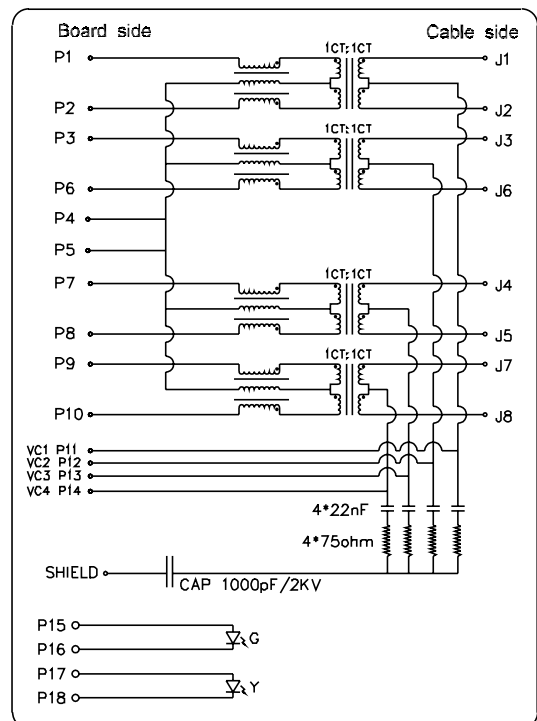 Board side Cable side
1CT:1CT
P1 J1
P2 J2
1CT:1CT
P3 J3
P6 J6
P4
P5
1CT:1CT
P7 J4
P8 J5
1CT:1CT
P9 J7
P10 J8
VC1 P11
VC2 P12
VC3 P13
VC4 P14
4*22nF
4*75ohm
SHIELD
CAP 1000pF/2KV
P15
G
P16
P17
Y
P18